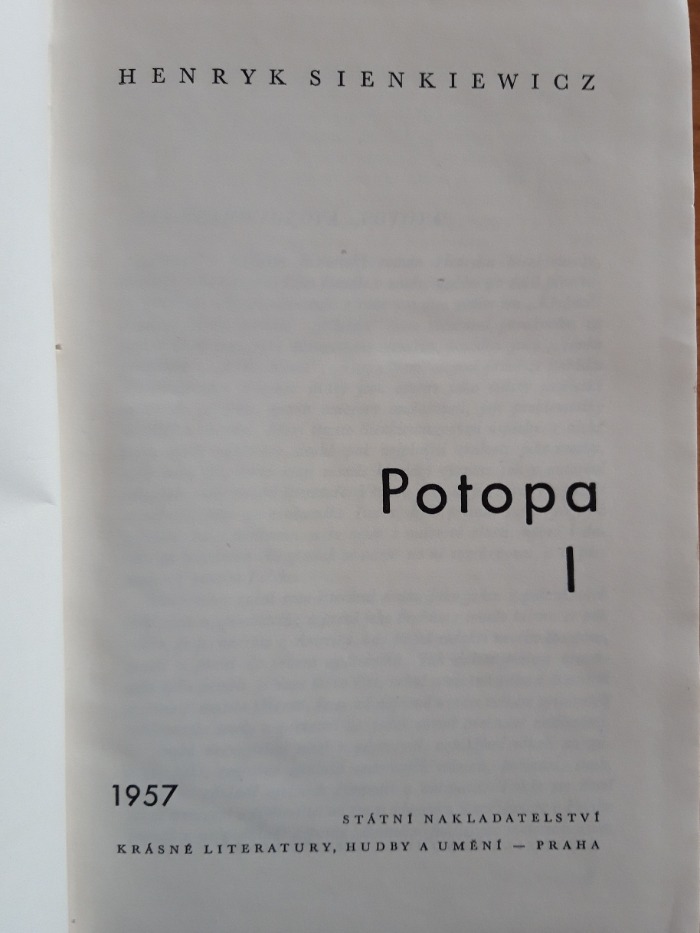 HENRYK SIENKIEWICZ
Potopa
I
1957
STÁTNÍ NAKLADATELSTVÍ
KRÁSNÉ LITERATURY, HUDBY A UMĚNÍ — PRAHA